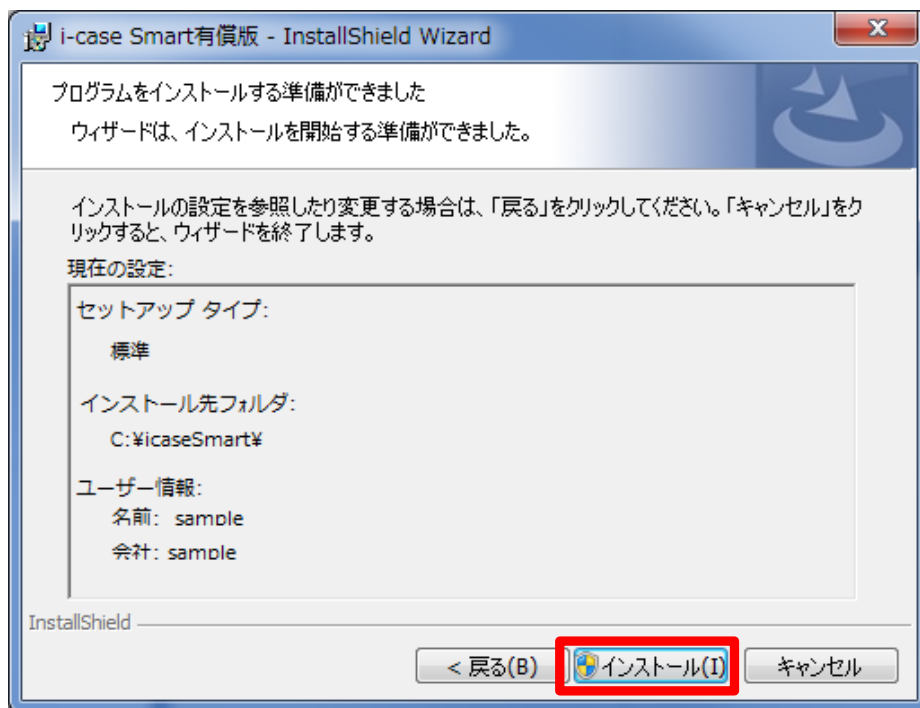 i-case Smart有償版 - InstallShield Wizard
プログラムをインストールする準備ができました
ウィザードは、インストールを開始する準備ができました。
インストールの設定を参照したり変更する場合は、「戻る」をクリックしてください。「キャンセル」をク
リックすると、ウィザードを終了します。
現在の設定:
セットアップ タイプ:
標準
インストール先フォルダ:
C:¥icaseSmart¥
ユーザー情報:
名前: sample
会社: sample
InstallShield
< 戻る(B) インストール(I) キャンセル